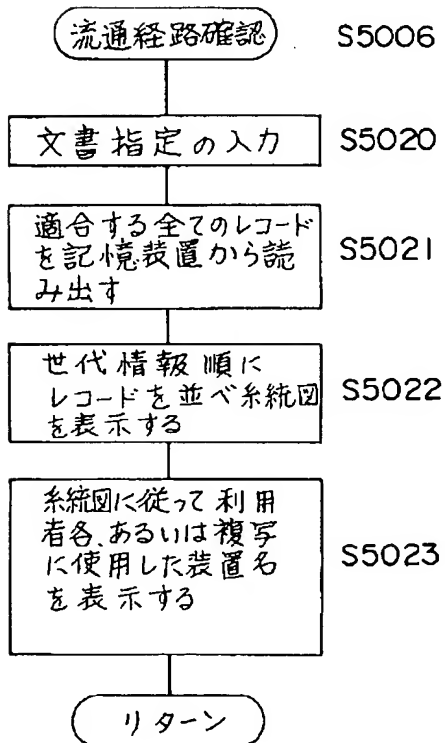 流通経路確認 S5006
文書指定の入力 S5020
適合する全てのレコード
を記憶装置から読
み出す
S5021
世代情報順に
レコードを並べ系統図
を表示する
S5022
系統図に従って利用
者各、あるいは複写
に使用した装置名
を表示する
S5023
リターン